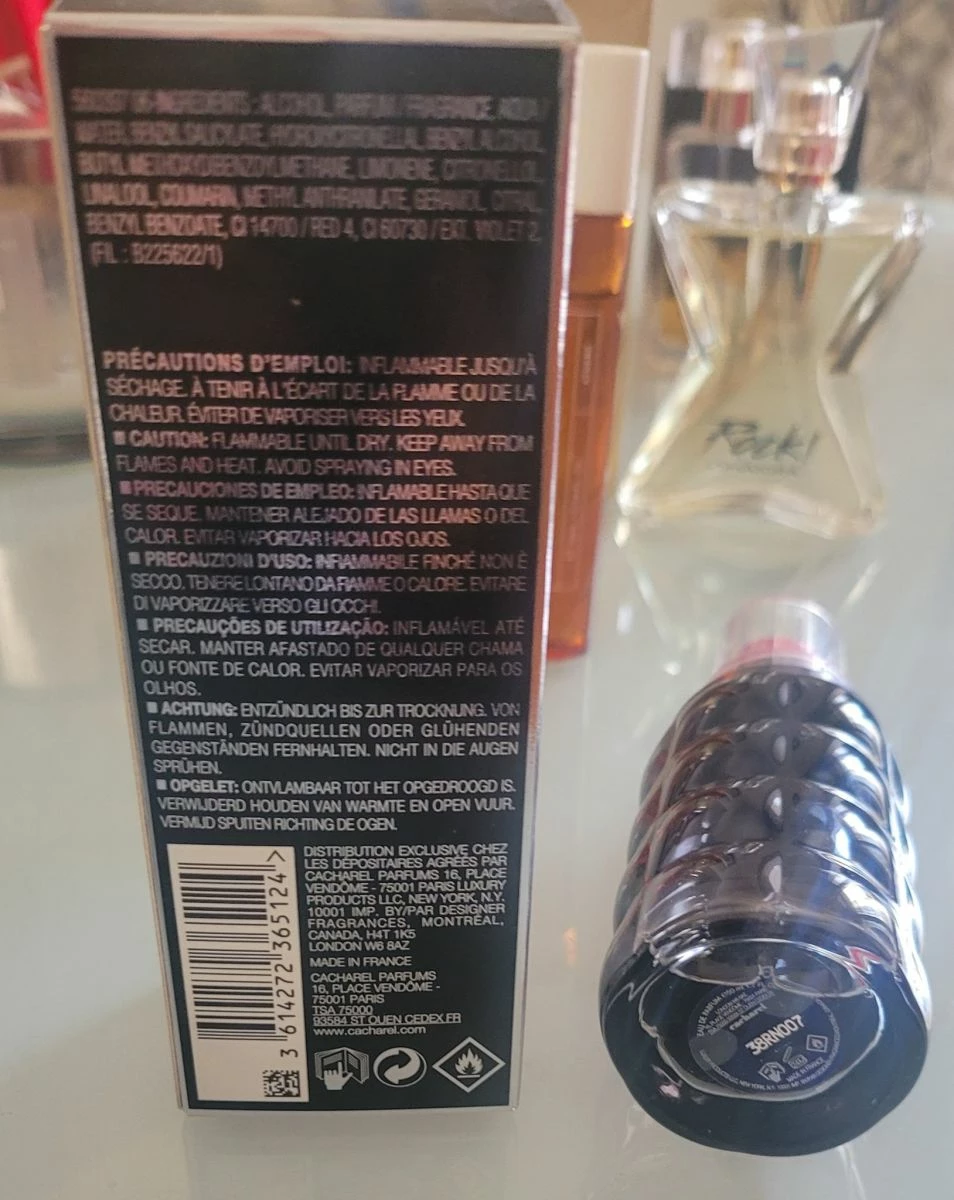 INGREDIENTS : ALCOHOL, PARFUM / FRAGRANCE, AQUA /
WATER, BENZYL SALICYLATE, HYDROXYCITRONELLAL, BENZYL ALCOHOL,
BUTYL METHOXYDIBENZOYLMETHANE, LIMONENE, CITRONELLOL,
LINALOOL, COUMARIN, METHYL ANTHRANILATE, GERANIOL, CITRAL,
BENZYL BENZOATE, CI 14700 / RED 4, CI 60730 / EXT. VIOLET 2.
(F.I.L. : B225622/1)
PRÉCAUTIONS D'EMPLOI: INFLAMMABLE JUSQU'À
SÉCHAGE. À TENIR À L'ÉCART DE LA FLAMME OU DE LA
CHALEUR. ÉVITER DE VAPORISER VERS LES YEUX.
■ CAUTION: FLAMMABLE UNTIL DRY. KEEP AWAY FROM
FLAMES AND HEAT. AVOID SPRAYING IN EYES.
■ PRECAUCIONES DE EMPLEO: INFLAMABLE HASTA QUE
SE SEQUE. MANTENER ALEJADO DE LAS LLAMAS O DEL
CALOR. EVITAR VAPORIZAR HACIA LOS OJOS.
■ PRECAUZIONI D'USO: INFIAMMABILE FINCHÉ NON È
SECCO. TENERE LONTANO DA FIAMME O CALORE. EVITARE
DI VAPORIZZARE VERSO GLI OCCHI.
■ PRECAUÇÕES DE UTILIZAÇÃO: INFLAMÁVEL ATÉ
SECAR. MANTER AFASTADO DE QUALQUER CHAMA
OU FONTE DE CALOR. EVITAR VAPORIZAR PARA OS
OLHOS.
■ ACHTUNG: ENTZÜNDLICH BIS ZUR TROCKNUNG. VON
FLAMMEN, ZÜNDQUELLEN ODER GLÜHENDEN
GEGENSTÄNDEN FERNHALTEN. NICHT IN DIE AUGEN
SPRÜHEN.
■ OPGELET: ONTVLAMBAAR TOT HET OPGEDROOGD IS.
VERWIJDERD HOUDEN VAN WARMTE EN OPEN VUUR.
VERMIJD SPUITEN RICHTING DE OGEN.
DISTRIBUTION EXCLUSIVE CHEZ
LES DÉPOSITAIRES AGRÉÉS PAR
CACHAREL PARFUMS 16, PLACE
VENDÔME - 75001 PARIS LUXURY
PRODUCTS LLC, NEW YORK, N.Y.
10001 IMP. BY/PAR DESIGNER
FRAGRANCES, MONTRÉAL,
CANADA, H4T 1K5
LONDON W6 8AZ
MADE IN FRANCE
CACHAREL PARFUMS
16, PLACE VENDÔME -
75001 PARIS
TSA 75000
93584 ST OUEN CEDEX FR
www.cacharel.com
3 614272 365124 >
Rock!
EAU DE PARFUM
cacharel
38RN007
MADE IN FRANCE